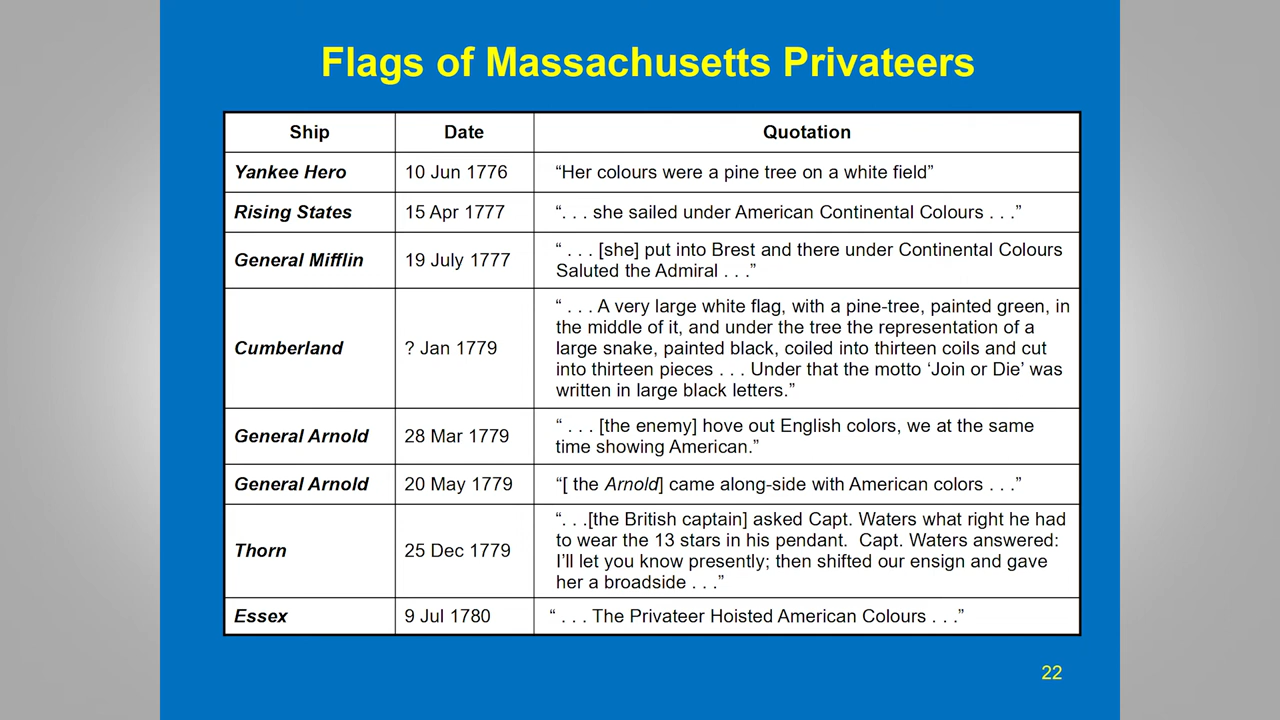 Flags of Massachusetts Privateers
Ship Date Quotation
Yankee Hero 10 Jun 1776 “Her colours were a pine tree on a white field”
Rising States 15 Apr 1777 “. . . she sailed under American Continental Colours . . .”
General Mifflin 19 July 1777 “ . . . [she] put into Brest and there under Continental Colours
Saluted the Admiral . . .”
Cumberland ? Jan 1779 “ . . . A very large white flag, with a pine-tree, painted green, in
the middle of it, and under the tree the representation of a
large snake, painted black, coiled into thirteen coils and cut
into thirteen pieces . . . Under that the motto ‘Join or Die’ was
written in large black letters.”
General Arnold 28 Mar 1779 “ . . . [the enemy] hove out English colors, we at the same
time showing American.”
General Arnold 20 May 1779 “[ the Arnold] came along-side with American colors . . .”
Thorn 25 Dec 1779 “. . .[the British captain] asked Capt. Waters what right he had
to wear the 13 stars in his pendant.  Capt. Waters answered:
I’ll let you know presently; then shifted our ensign and gave
her a broadside . . .”
Essex 9 Jul 1780 “ . . . The Privateer Hoisted American Colours . . .”
22